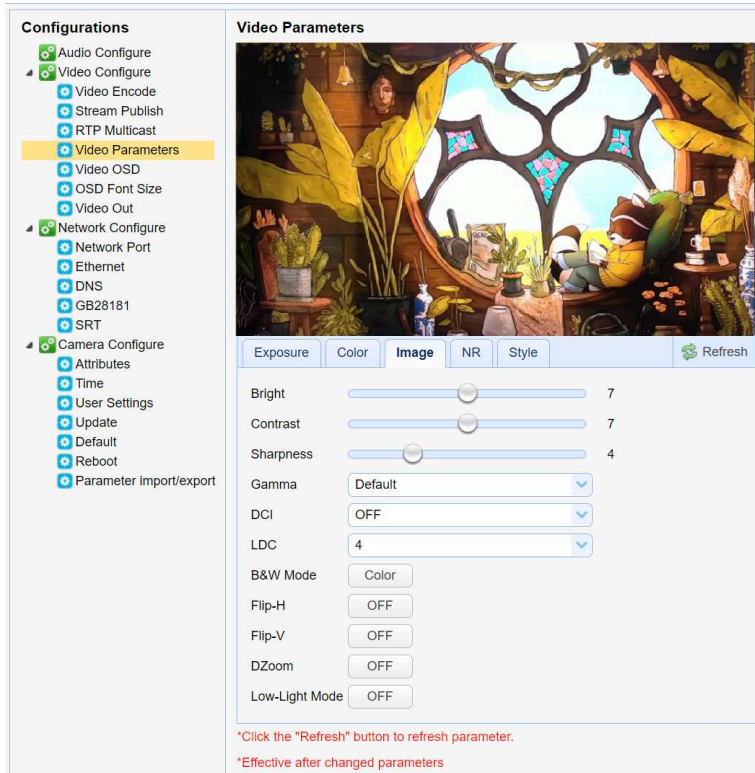 Configurations
Audio Configure
Video Configure
Video Encode
Stream Publish
RTP Multicast
Video Parameters
Video OSD
OSD Font Size
Video Out
Network Configure
Network Port
Ethernet
DNS
GB28181
SRT
Camera Configure
Attributes
Time
User Settings
Update
Default
Reboot
Parameter import/export
Video Parameters
Exposure Color Image NR Style Refresh
Bright 7
Contrast 7
Sharpness 4
Gamma Default
DCI OFF
LDC 4
B&W Mode Color
Flip-H OFF
Flip-V OFF
DZoom OFF
Low-Light Mode OFF
*Click the "Refresh" button to refresh parameter.
*Effective after changed parameters